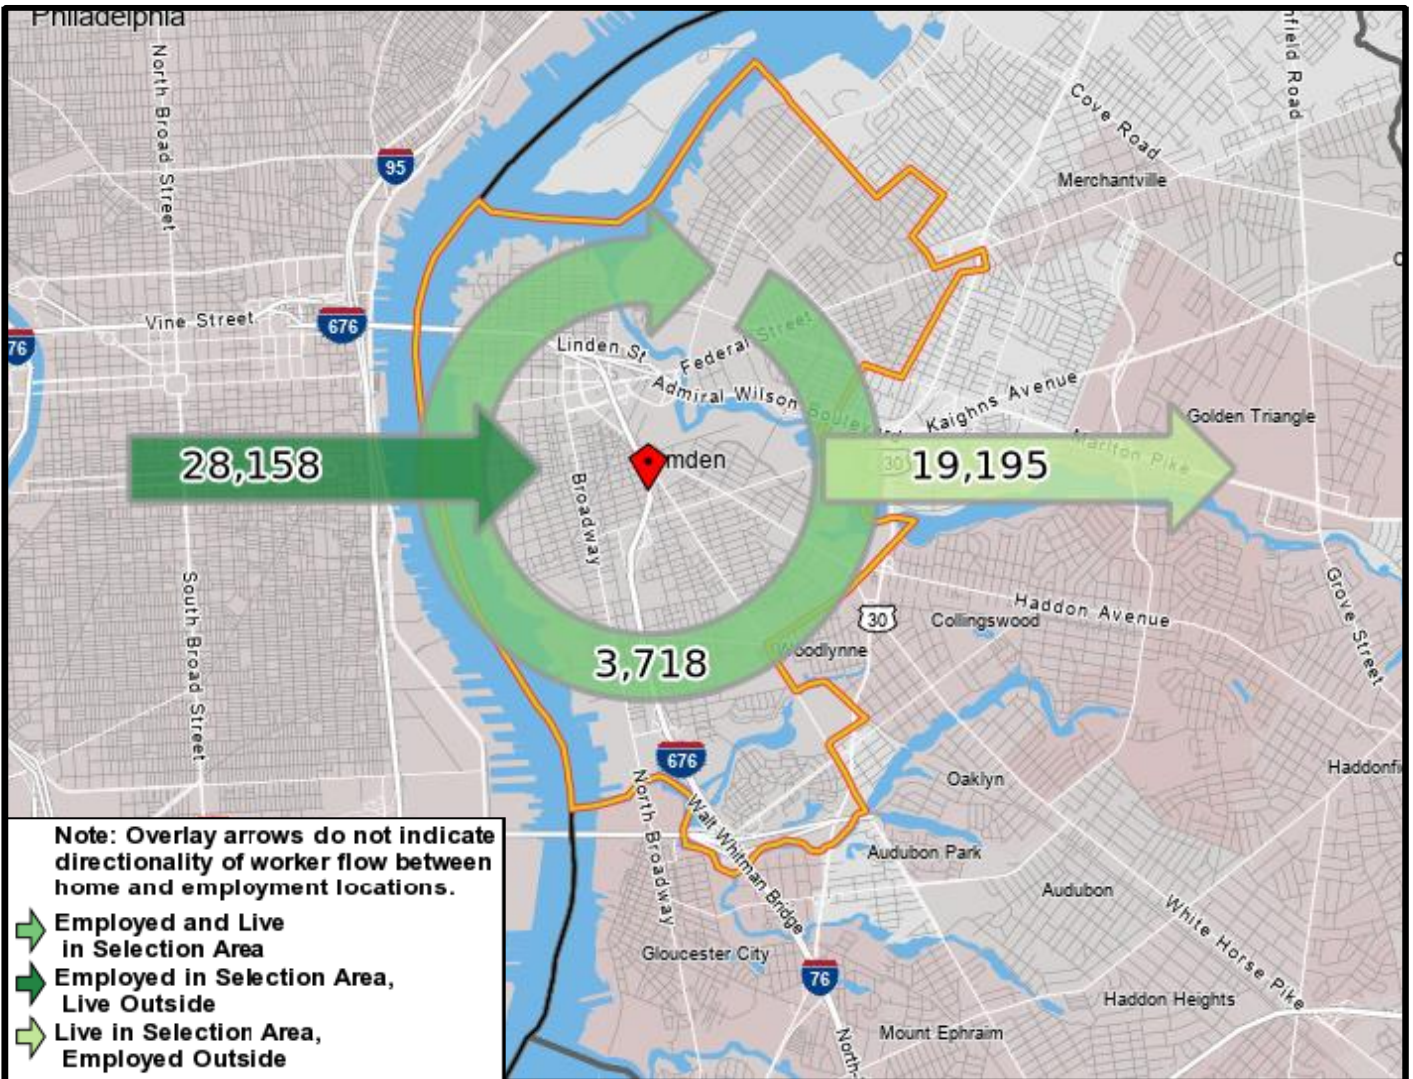 Philadelphia
North Broad Street
95
Cove Road
Merchantville
Vine Street
676
76
Linden St
Federal Street
Admiral Wilson Boulevard
Kaighns Avenue
Golden Triangle
Marlton Pike
28,158
mden
30
19,195
Broadway
South Broad Street
Haddon Avenue
Grove Street
30
Collingswood
Woodlynne
3,718
676
Oaklyn
North Broadway
Walt Whitman Bridge
Audubon Park
Audubon
White Horse Pike
Gloucester City
76
Haddon Heights
Mount Ephraim
Note: Overlay arrows do not indicate
directionality of worker flow between
home and employment locations.
Employed and Live
in Selection Area
Employed in Selection Area,
Live Outside
Live in Selection Area,
Employed Outside